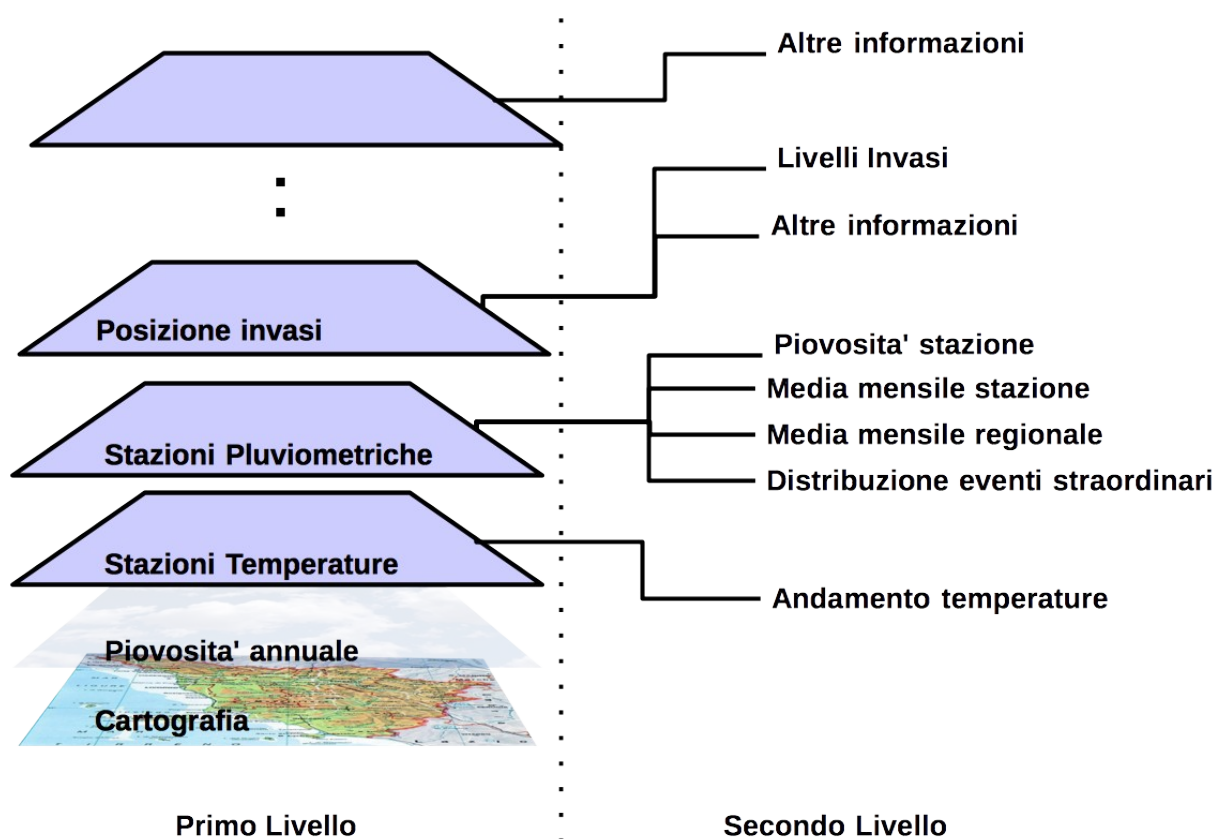 Altre informazioni
Livelli Invasi
Altre informazioni
Posizione invasi
Piovosita' stazione
Media mensile stazione
Media mensile regionale
Distribuzione eventi straordinari
Stazioni Pluviometriche
Stazioni Temperature
Andamento temperature
Piovosita' annuale
Cartografia
Primo Livello
Secondo Livello